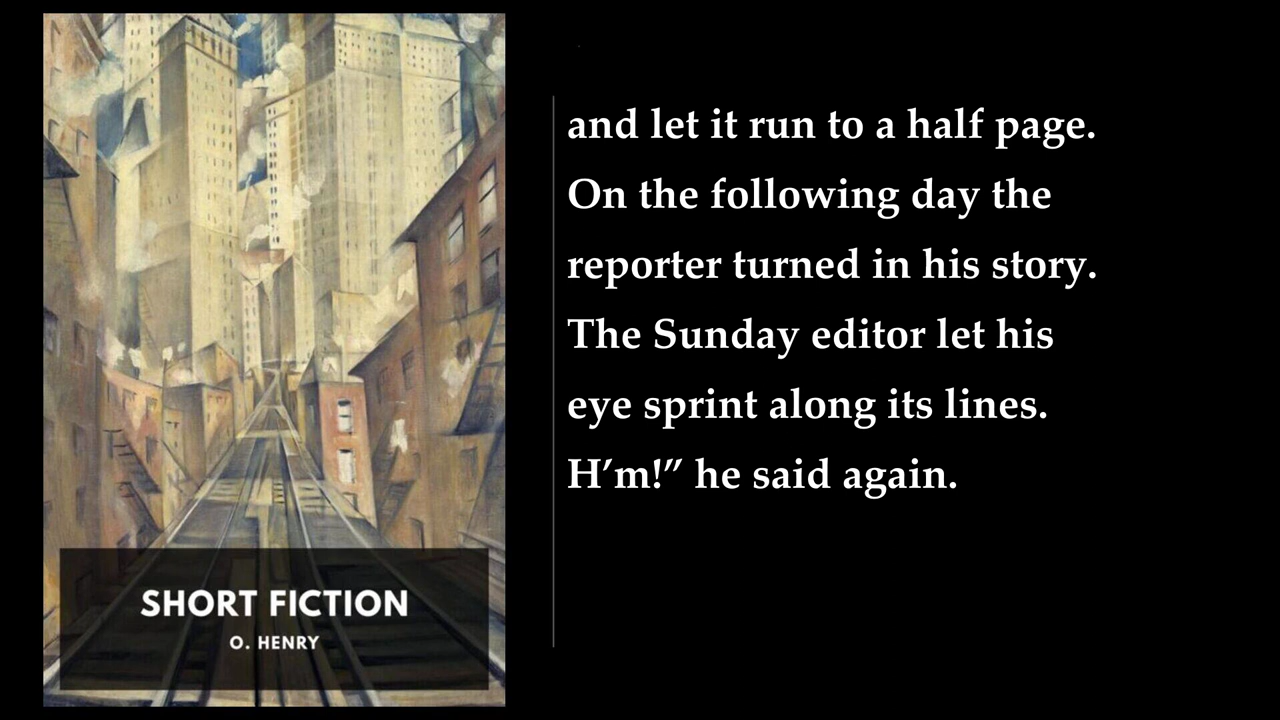 SHORT FICTION
O. HENRY
and let it run to a half page.
On the following day the
reporter turned in his story.
The Sunday editor let his
eye sprint along its lines.
H’m!” he said again.